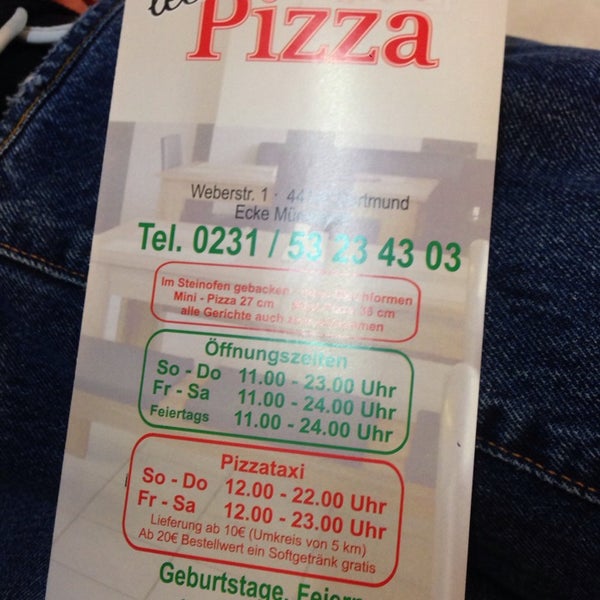 Pizza
Weberstr. 1 · 44 Dortmund
Ecke
Tel. 0231 / 53 23 43 03
im Steinofen gebacken
Mini - Pizza 27 cm 38 cm
alle Gerichte auch
Öffnungszeiten
So - Do 11.00 - 23.00 Uhr
Fr - Sa 11.00 - 24.00 Uhr
Feiertags 11.00 - 24.00 Uhr
Pizzataxi
So - Do 12.00 - 22.00 Uhr
Fr - Sa 12.00 - 23.00 Uhr
Lieferung ab 10€ (Umkreis von 5 km)
Ab 20€ Bestellwert ein Softgetränk gratis
Geburtstage, Feiern